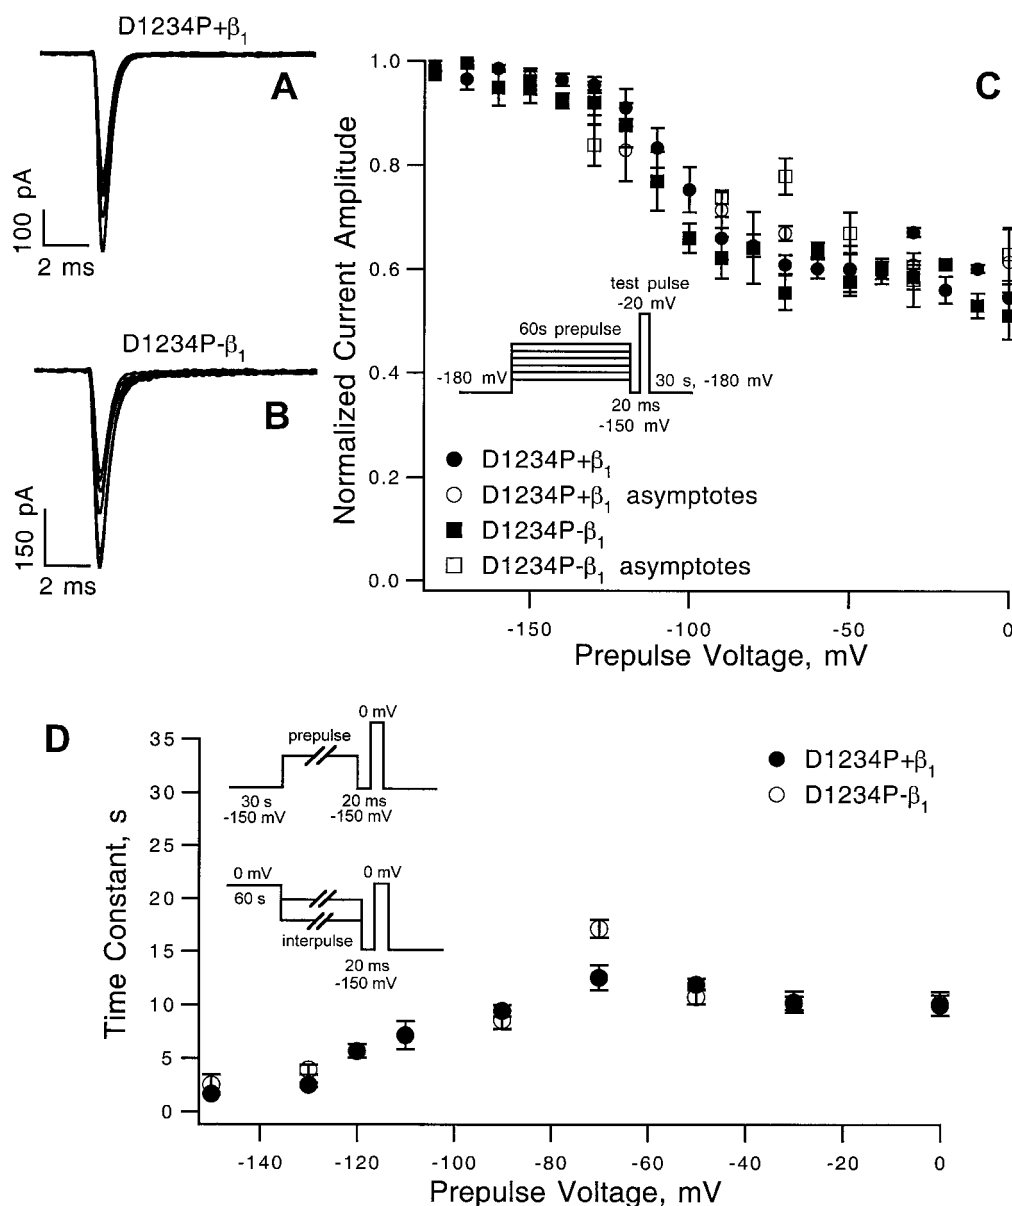 D1234P+β1
A
100 pA
2 ms
D1234P-β1
B
150 pA
2 ms
C
Normalized Current Amplitude
1.0
0.8
0.6
0.4
0.2
0.0
test pulse
-20 mV
60s prepulse
-180 mV
30 s, -180 mV
20 ms
-150 mV
D1234P+β1
D1234P+β1 asymptotes
D1234P-β1
D1234P-β1 asymptotes
-150
-100
-50
0
Prepulse Voltage, mV
D
Time Constant, s
35
30
25
20
15
10
5
0
0 mV
prepulse
30 s
-150 mV
20 ms
-150 mV
0 mV
60 s
0 mV
interpulse
20 ms
-150 mV
D1234P+β1
D1234P-β1
-140
-120
-100
-80
-60
-40
-20
0
Prepulse Voltage, mV